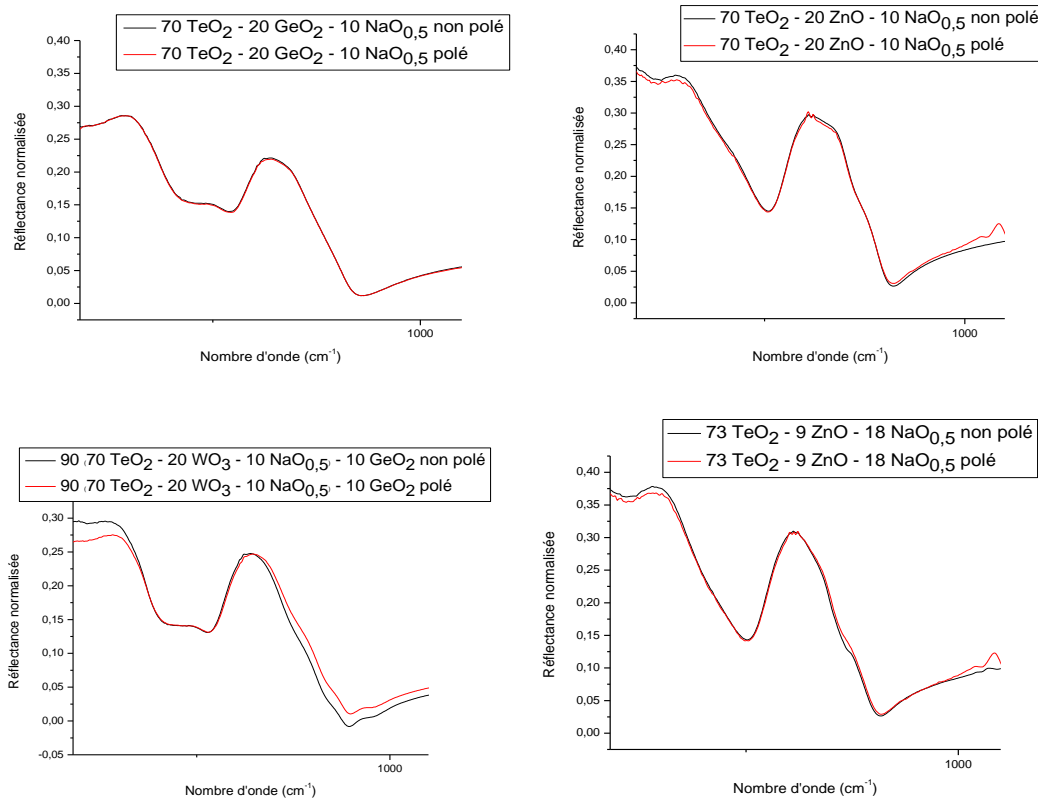 70 TeO2 - 20 GeO2 - 10 NaO0,5 non polé
70 TeO2 - 20 GeO2 - 10 NaO0,5 polé
0,40
0,35
0,30
0,25
0,20
0,15
0,10
0,05
0,00
Réflectance normalisée
1000
Nombre d'onde (cm-1)
70 TeO2 - 20 ZnO - 10 NaO0,5 non polé
70 TeO2 - 20 ZnO - 10 NaO0,5 polé
0,40
0,35
0,30
0,25
0,20
0,15
0,10
0,05
0,00
Réflectance normalisée
1000
Nombre d'onde (cm-1)
90 (70 TeO2 - 20 WO3 - 10 NaO0,5) - 10 GeO2 non polé
90 (70 TeO2 - 20 WO3 - 10 NaO0,5) - 10 GeO2 polé
0,30
0,25
0,20
0,15
0,10
0,05
0,00
-0,05
Réflectance normalisée
1000
Nombre d'onde (cm-1)
73 TeO2 - 9 ZnO - 18 NaO0,5 non polé
73 TeO2 - 9 ZnO - 18 NaO0,5 polé
0,40
0,35
0,30
0,25
0,20
0,15
0,10
0,05
0,00
Réflectance normalisée
1000
Nombre d'onde (cm-1)